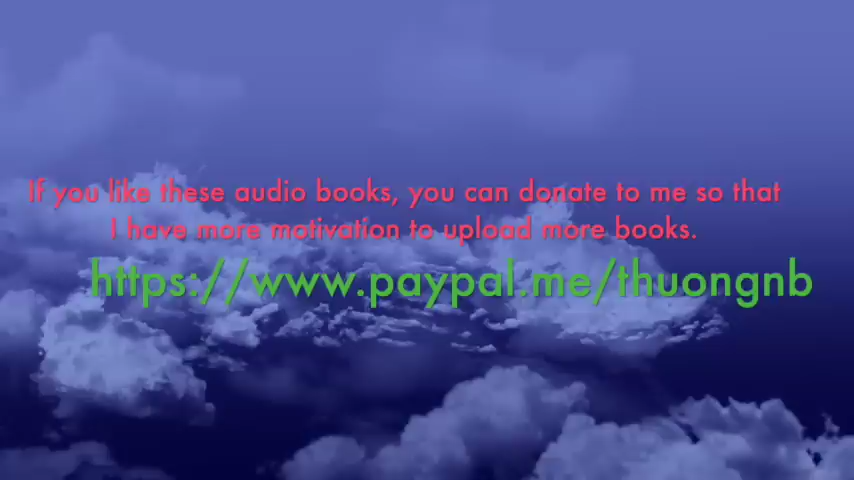 If you like these audio books, you can donate to me so that
I have more motivation to upload more books.
https://www.paypal.me/thuongnb